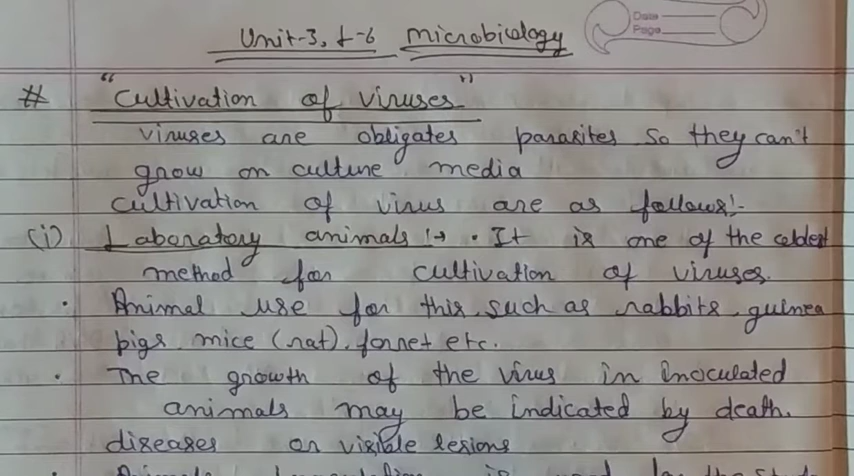 Unit-3, L-6 Microbiology
Date
Page
# "Cultivation of Viruses"
viruses are obligates parasites so they can't
grow on culture media
cultivation of virus are as follows:-
(i) Laboratory animals :→ • It is one of the oldest
method for cultivation of viruses.
• Animal use for this, such as rabbits, guinea
pigs, mice (rat), forret etc.
• The growth of the virus in inoculated
animals may be indicated by death,
diseases or visible lesions